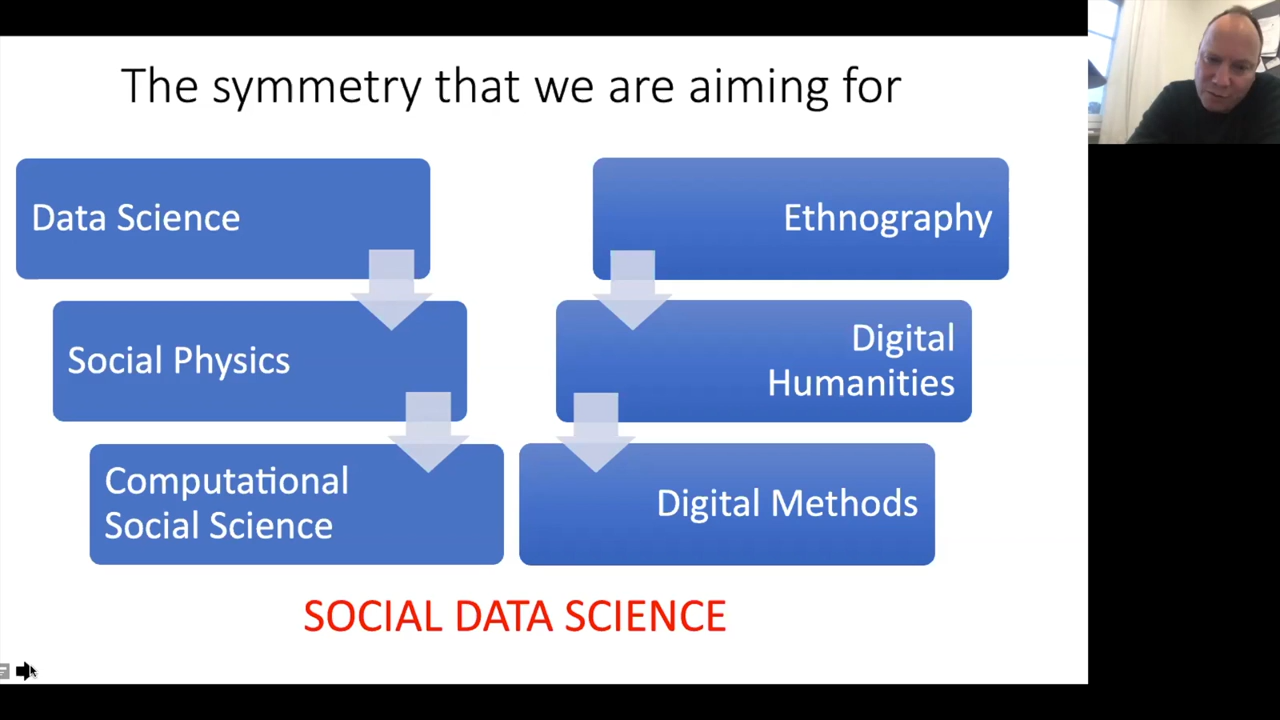 The symmetry that we are aiming for
Data Science
Social Physics
Computational
Social Science
Ethnography
Digital
Humanities
Digital Methods
SOCIAL DATA SCIENCE